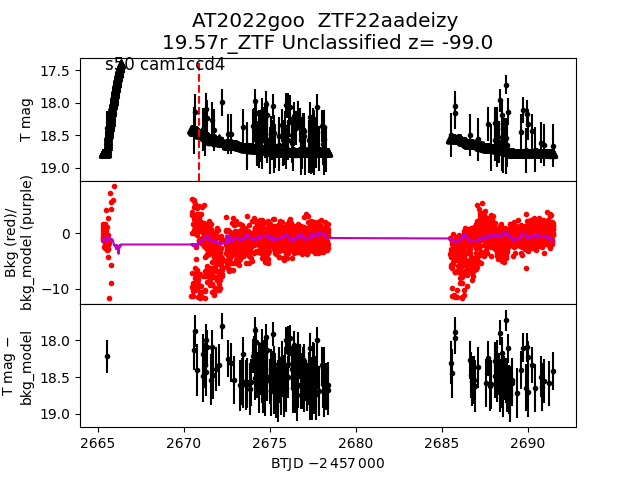 AT2022goo  ZTF22aadeizy
19.57r_ZTF Unclassified z= -99.0
s50 cam1ccd4
17.5
18.0
18.5
19.0
T mag
0
−10
Bkg (red)/
bkg_model (purple)
18.0
18.5
19.0
T mag −
bkg_model
2665 2670 2675 2680 2685 2690
BTJD −2 457 000